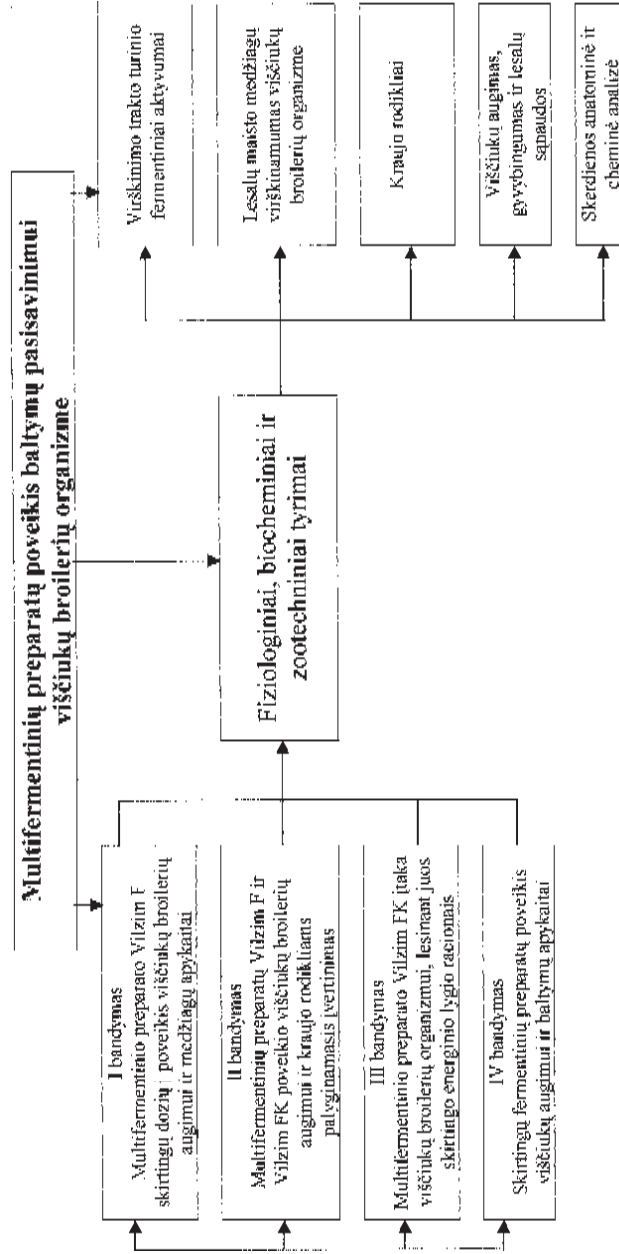 Multifermentinių preparatų poveikis baltymų pasisavinimui
viščiukų broilerių organizme
I bandymas
Multifermentinio preparato Vilzim F
skirtingų dozių poveikis viščiukų broilerių
augimui ir medžiagų apykaitai
II bandymas
Multifermentinių preparatų Vilzim F ir
Vilzim FK poveikio viščiukų broilerių
augimui ir kraujo rodikliams
palyginamasis įvertinimas
III bandymas
Multifermentinio preparato Vilzim FK įtaka
viščiukų broilerių organizmui, lesinant juos
skirtingo energinio lygio racionais
IV bandymas
Skirtingų fermentinių preparatų poveikis
viščiukų augimui ir baltymų apykaitai
Fiziologiniai, biocheminiai ir
zootechniniai tyrimai
Virškinimo trakto turinio
fermentiniai aktyvumai
Lesalų maisto medžiagų
virškinamumas viščiukų
broilerių organizme
Kraujo rodikliai
Viščiukų augimas,
gyvybingumas ir lesalų
sąnaudos
Skerdienos anatominė ir
cheminė analizė